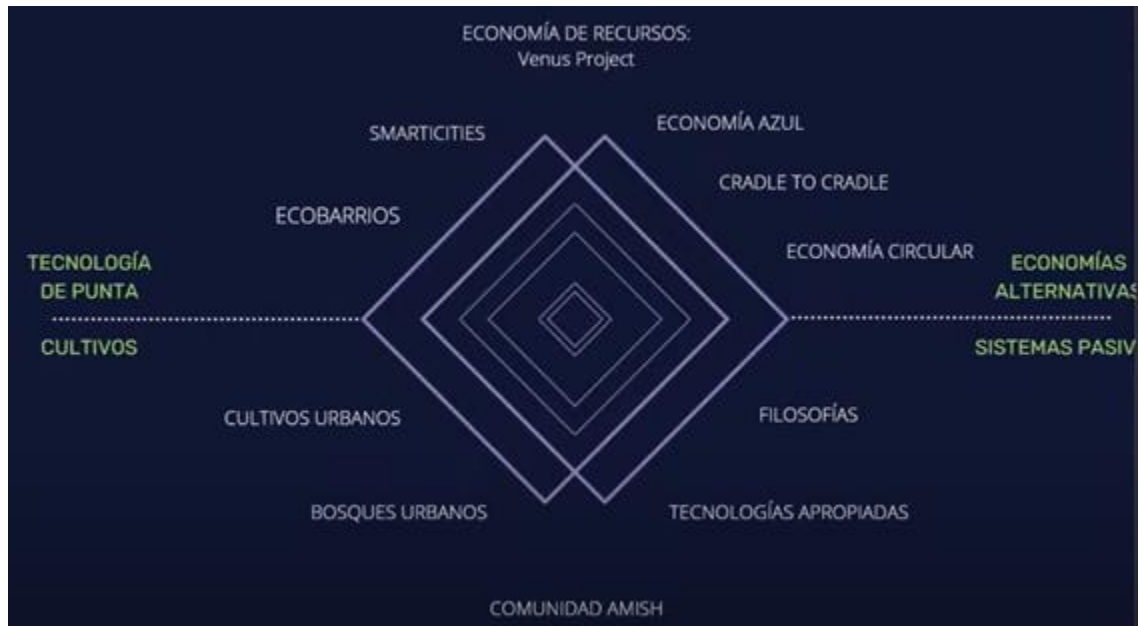 ECONOMÍA DE RECURSOS:
Venus Project
SMARTICITIES
ECONOMÍA AZUL
CRADLE TO CRADLE
ECOBARRIOS
ECONOMÍA CIRCULAR
TECNOLOGÍA
DE PUNTA
ECONOMÍAS
ALTERNATIVAS
CULTIVOS
SISTEMAS PASIV
CULTIVOS URBANOS
FILOSOFÍAS
BOSQUES URBANOS
TECNOLOGÍAS APROPIADAS
COMUNIDAD AMISH